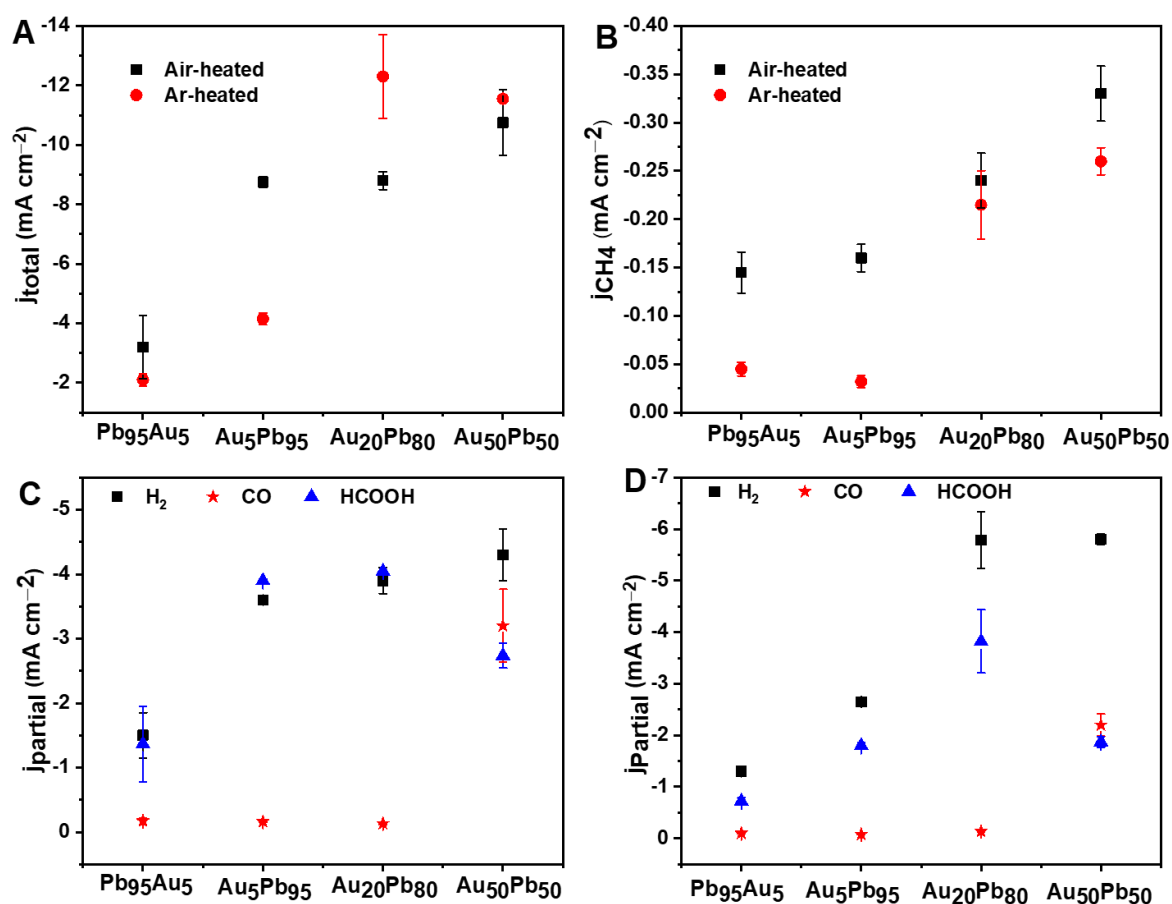 A
-14
-12
-10
-8
-6
-4
-2
jtotal (mA cm−2)
Air-heated
Ar-heated
Pb95Au5 Au5Pb95 Au20Pb80 Au50Pb50
B
-0.40
-0.35
-0.30
-0.25
-0.20
-0.15
-0.10
-0.05
0.00
jCH4 (mA cm−2)
Air-heated
Ar-heated
Pb95Au5 Au5Pb95 Au20Pb80 Au50Pb50
C
-5
-4
-3
-2
-1
0
jpartial (mA cm−2)
H2 CO HCOOH
Pb95Au5 Au5Pb95 Au20Pb80 Au50Pb50
D
-7
-6
-5
-4
-3
-2
-1
0
jPartial (mA cm−2)
H2 CO HCOOH
Pb95Au5 Au5Pb95 Au20Pb80 Au50Pb50